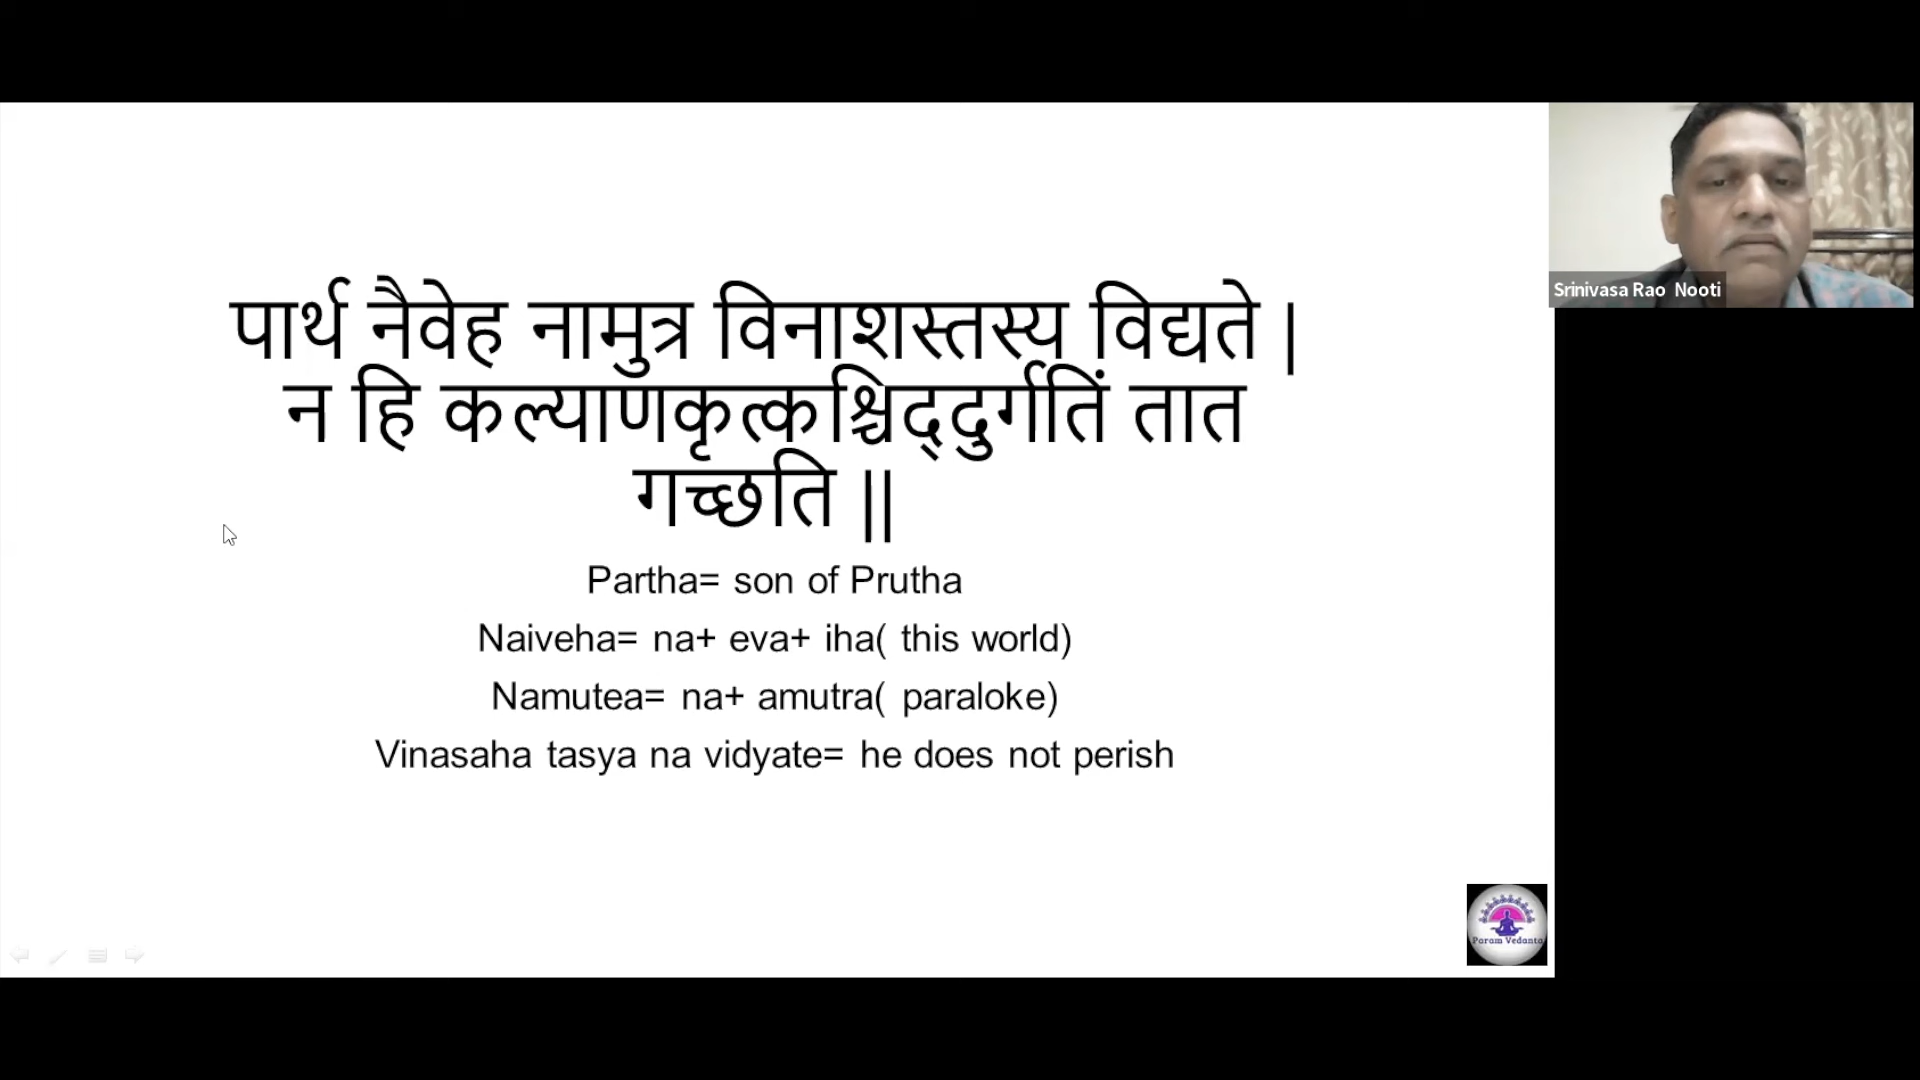 पार्थ नैवेह नामुत्र विनाशस्तस्य विद्यते |
न हि कल्याणकृत्कश्चिद्दुर्गतिं तात
गच्छति ||
Partha= son of Prutha
Naiveha= na+ eva+ iha( this world)
Namutea= na+ amutra( paraloke)
Vinasaha tasya na vidyate= he does not perish
Srinivasa Rao Nooti
Param Vedanta